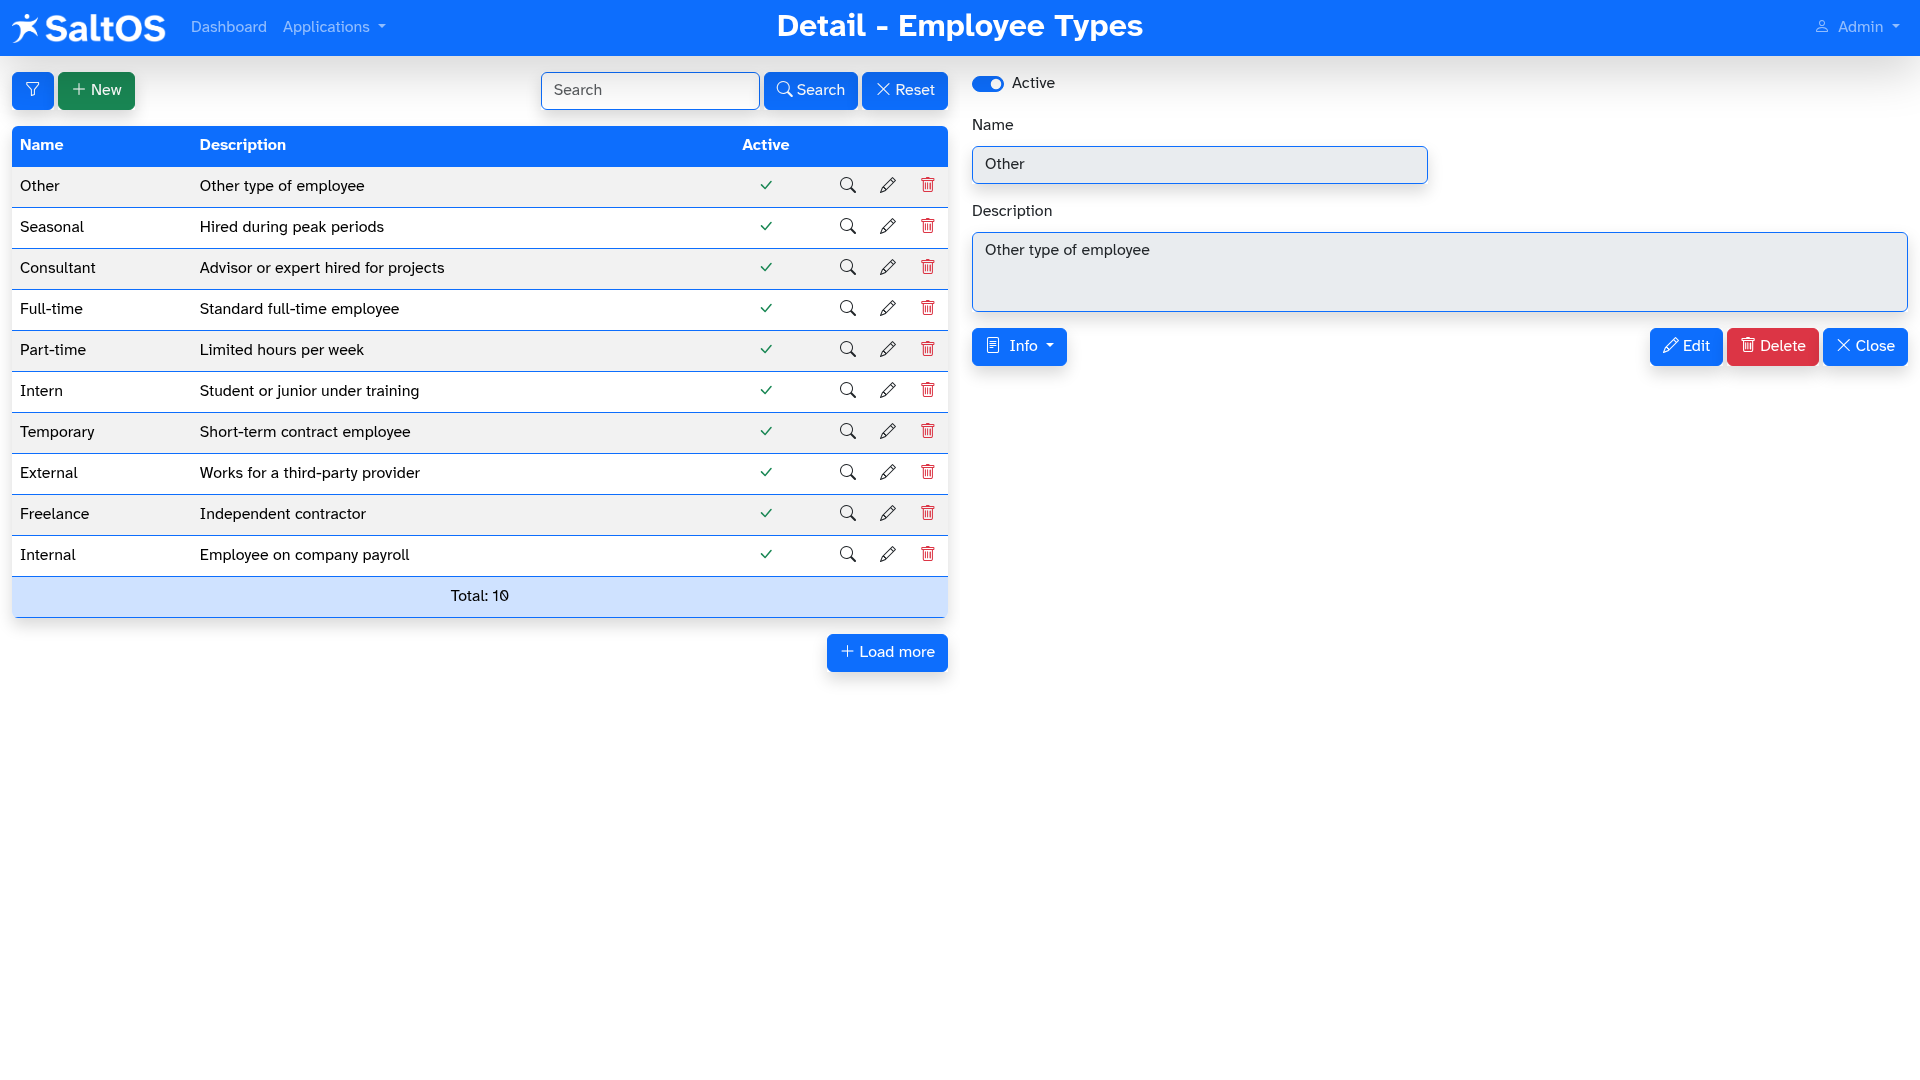 SaltOS Dashboard Applications Detail - Employee Types Admin
New Search Search Reset
Name Description Active
Other Other type of employee
Seasonal Hired during peak periods
Consultant Advisor or expert hired for projects
Full-time Standard full-time employee
Part-time Limited hours per week
Intern Student or junior under training
Temporary Short-term contract employee
External Works for a third-party provider
Freelance Independent contractor
Internal Employee on company payroll
Total: 10
Load more
Active
Name
Other
Description
Other type of employee
Info Edit Delete Close